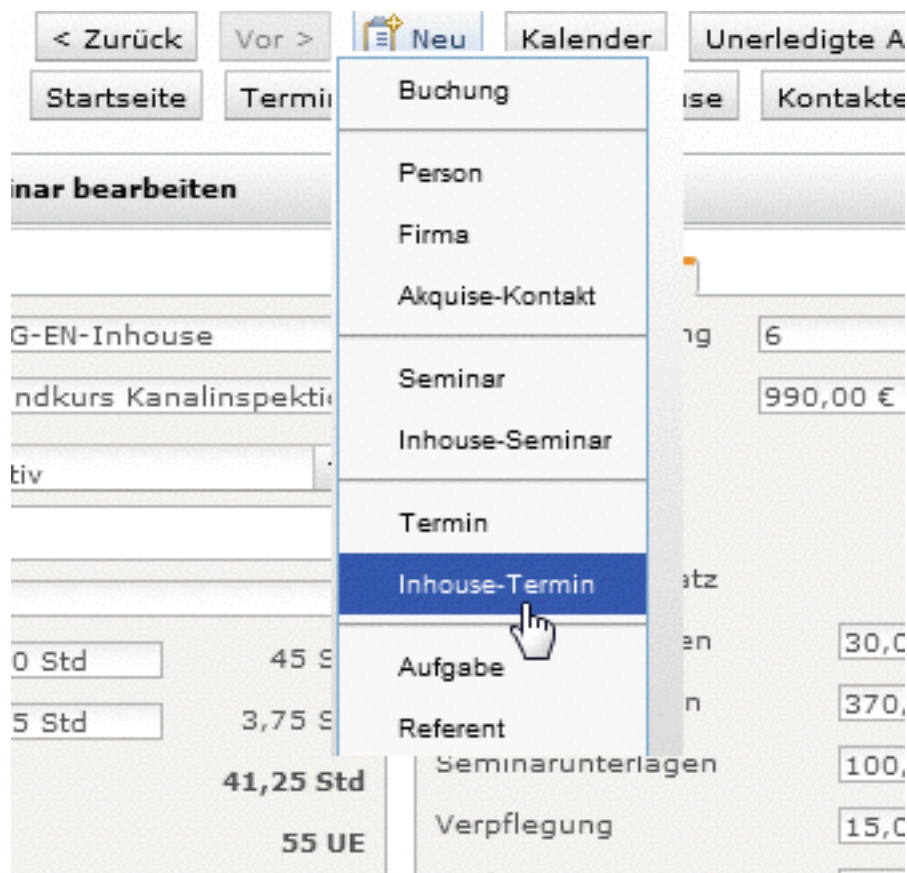 < Zurück Vor > Neu Kalender Unerledigte A
Startseite Termi Kontakte
Buchung
Person
Firma
Akquise-Kontakt
Seminar
Inhouse-Seminar
Termin
Inhouse-Termin
Aufgabe
Referent
inar bearbeiten
G-EN-Inhouse ng 6
ndkurs Kanalinspekti 990,00 €
tiv
atz
0 Std 45 S en 30,0
5 Std 3,75 S n 370,
41,25 Std Seminarunterlagen 100,
55 UE Verpflegung 15,0